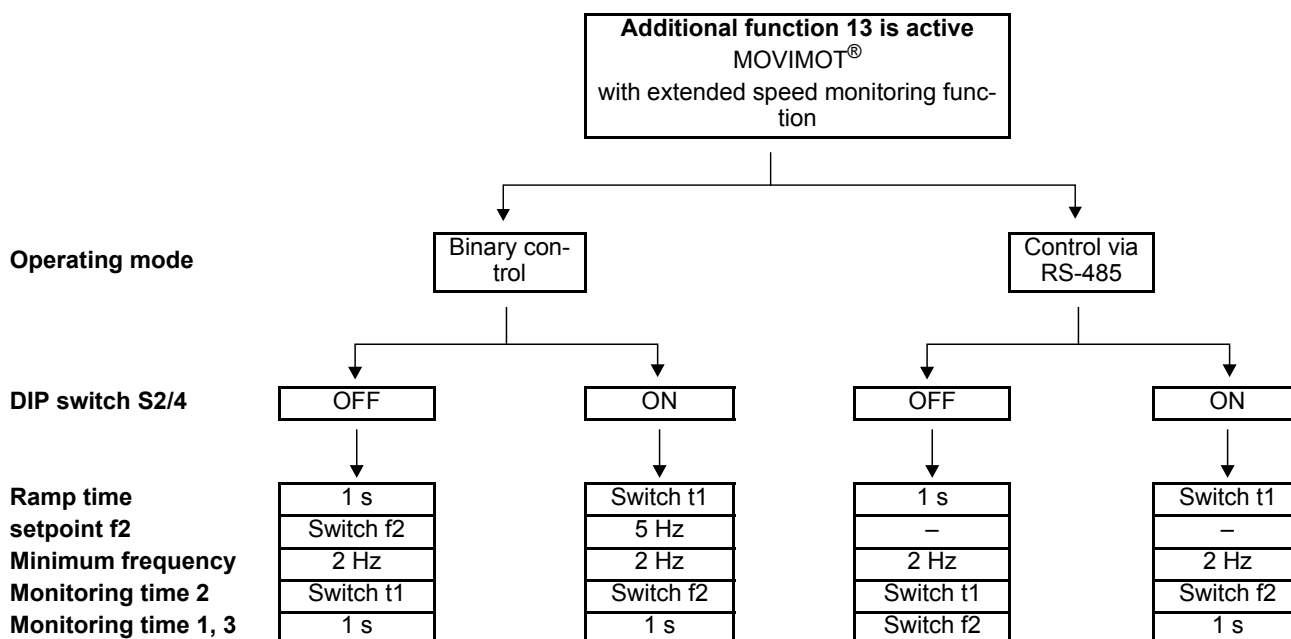 Additional function 13 is active
MOVIMOT®
with extended speed monitoring func-
tion
Operating mode
Binary con-
trol
Control via
RS-485
DIP switch S2/4 OFF ON OFF ON
Ramp time 1 s Switch t1 1 s Switch t1
setpoint f2 Switch f2 5 Hz – –
Minimum frequency 2 Hz 2 Hz 2 Hz 2 Hz
Monitoring time 2 Switch t1 Switch f2 Switch t1 Switch f2
Monitoring time 1, 3 1 s 1 s Switch f2 1 s